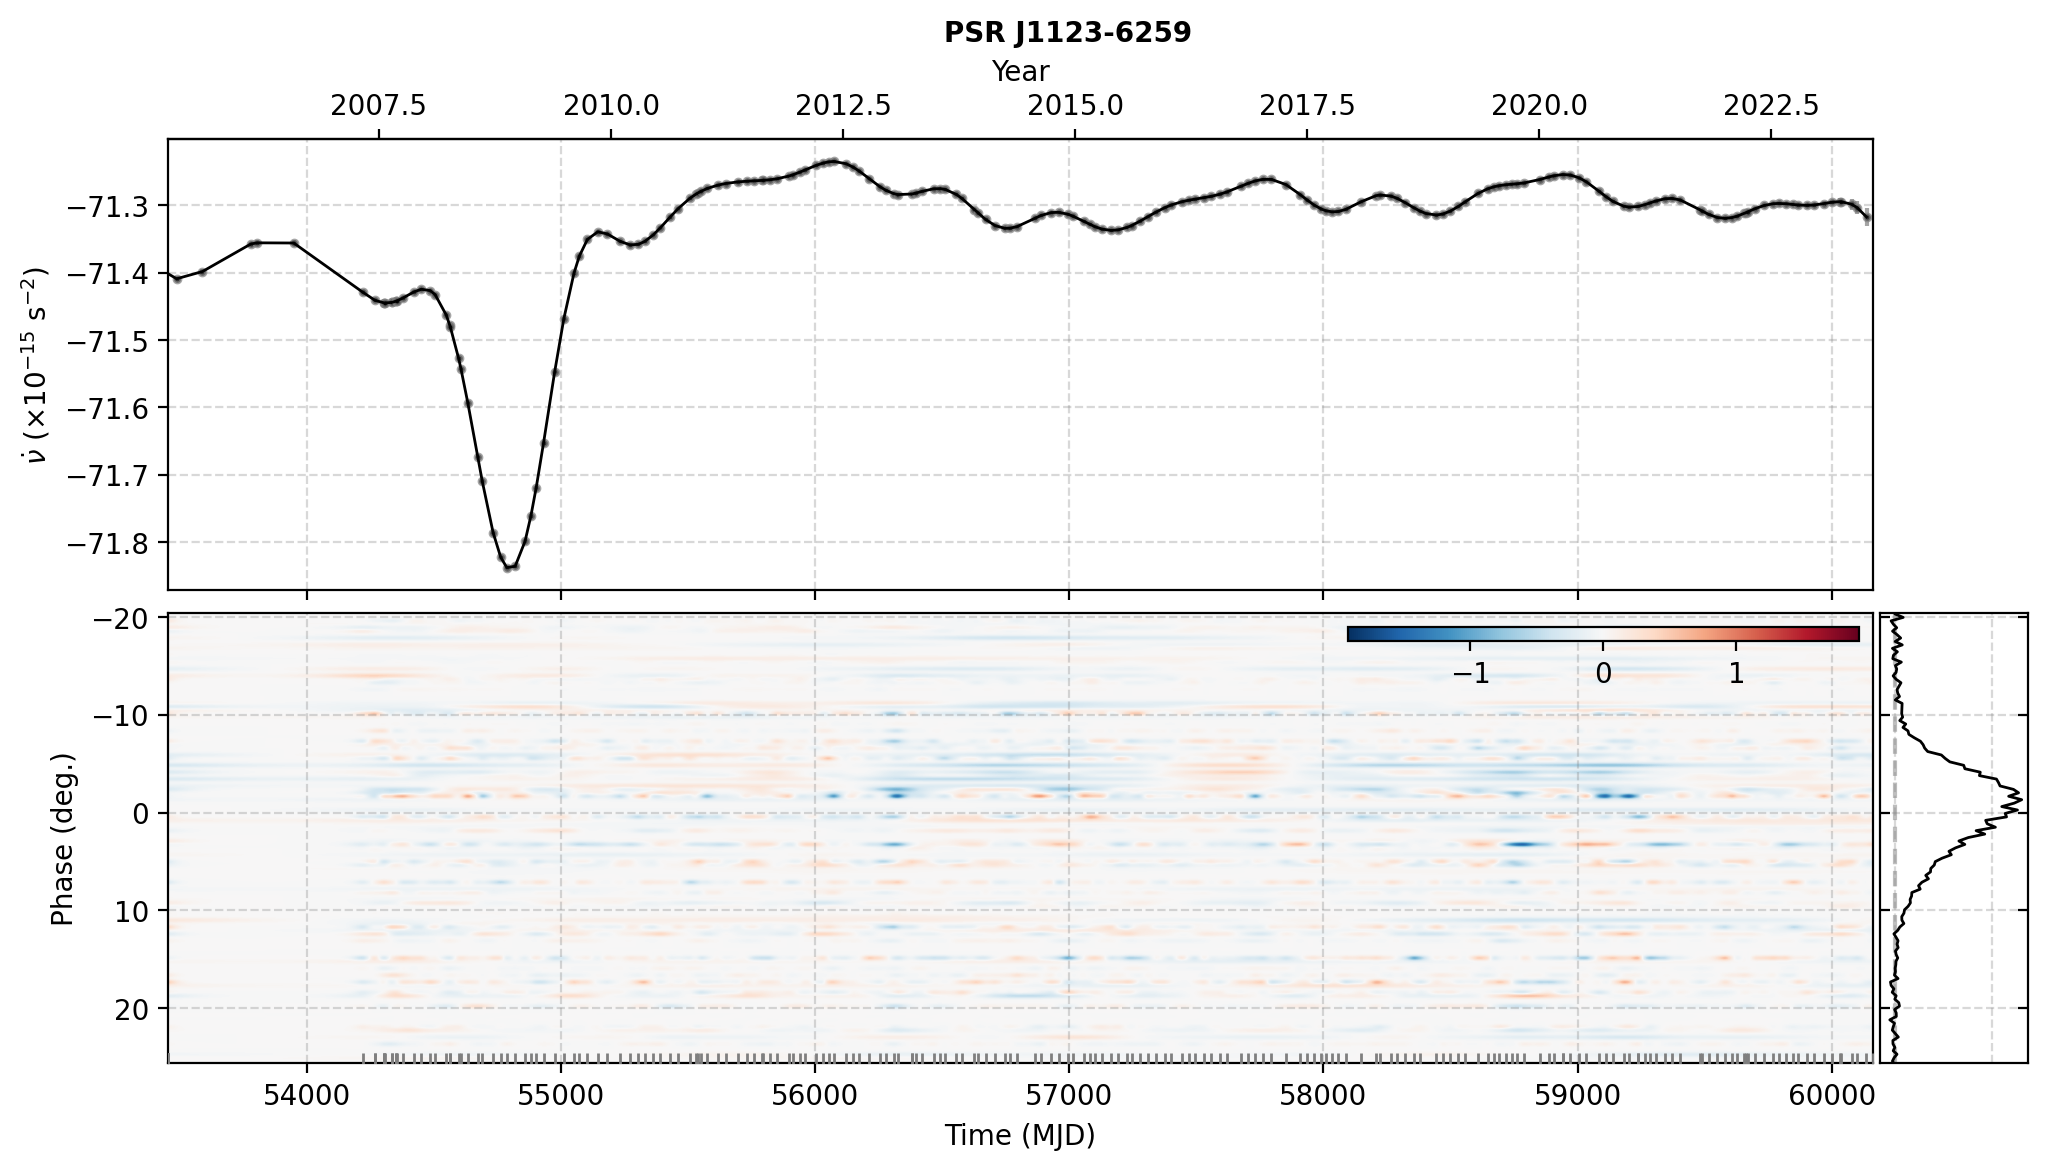 PSR J1123-6259
Year
2007.5 2010.0 2012.5 2015.0 2017.5 2020.0 2022.5
ν̇ (×10⁻¹⁵ s⁻²)
−71.3
−71.4
−71.5
−71.6
−71.7
−71.8
Phase (deg.)
−20
−10
0
10
20
−1 0 1
54000 55000 56000 57000 58000 59000 60000
Time (MJD)